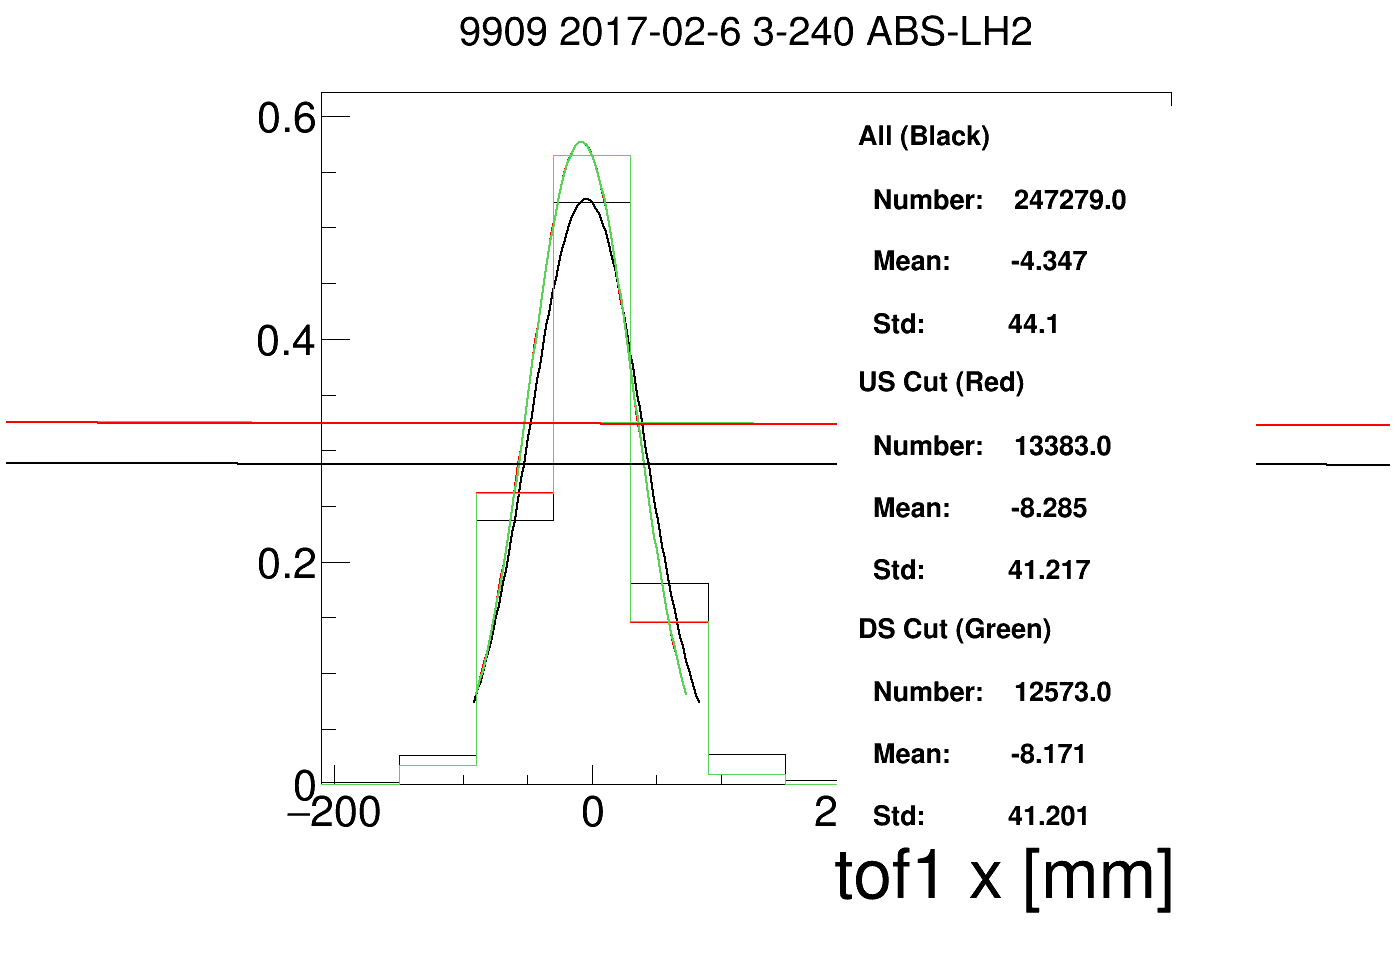 9909 2017-02-6 3-240 ABS-LH2
0.6
0.4
0.2
0
−200 0 2
tof1 x [mm]
All (Black)
Number: 247279.0
Mean: -4.347
Std: 44.1
US Cut (Red)
Number: 13383.0
Mean: -8.285
Std: 41.217
DS Cut (Green)
Number: 12573.0
Mean: -8.171
Std: 41.201